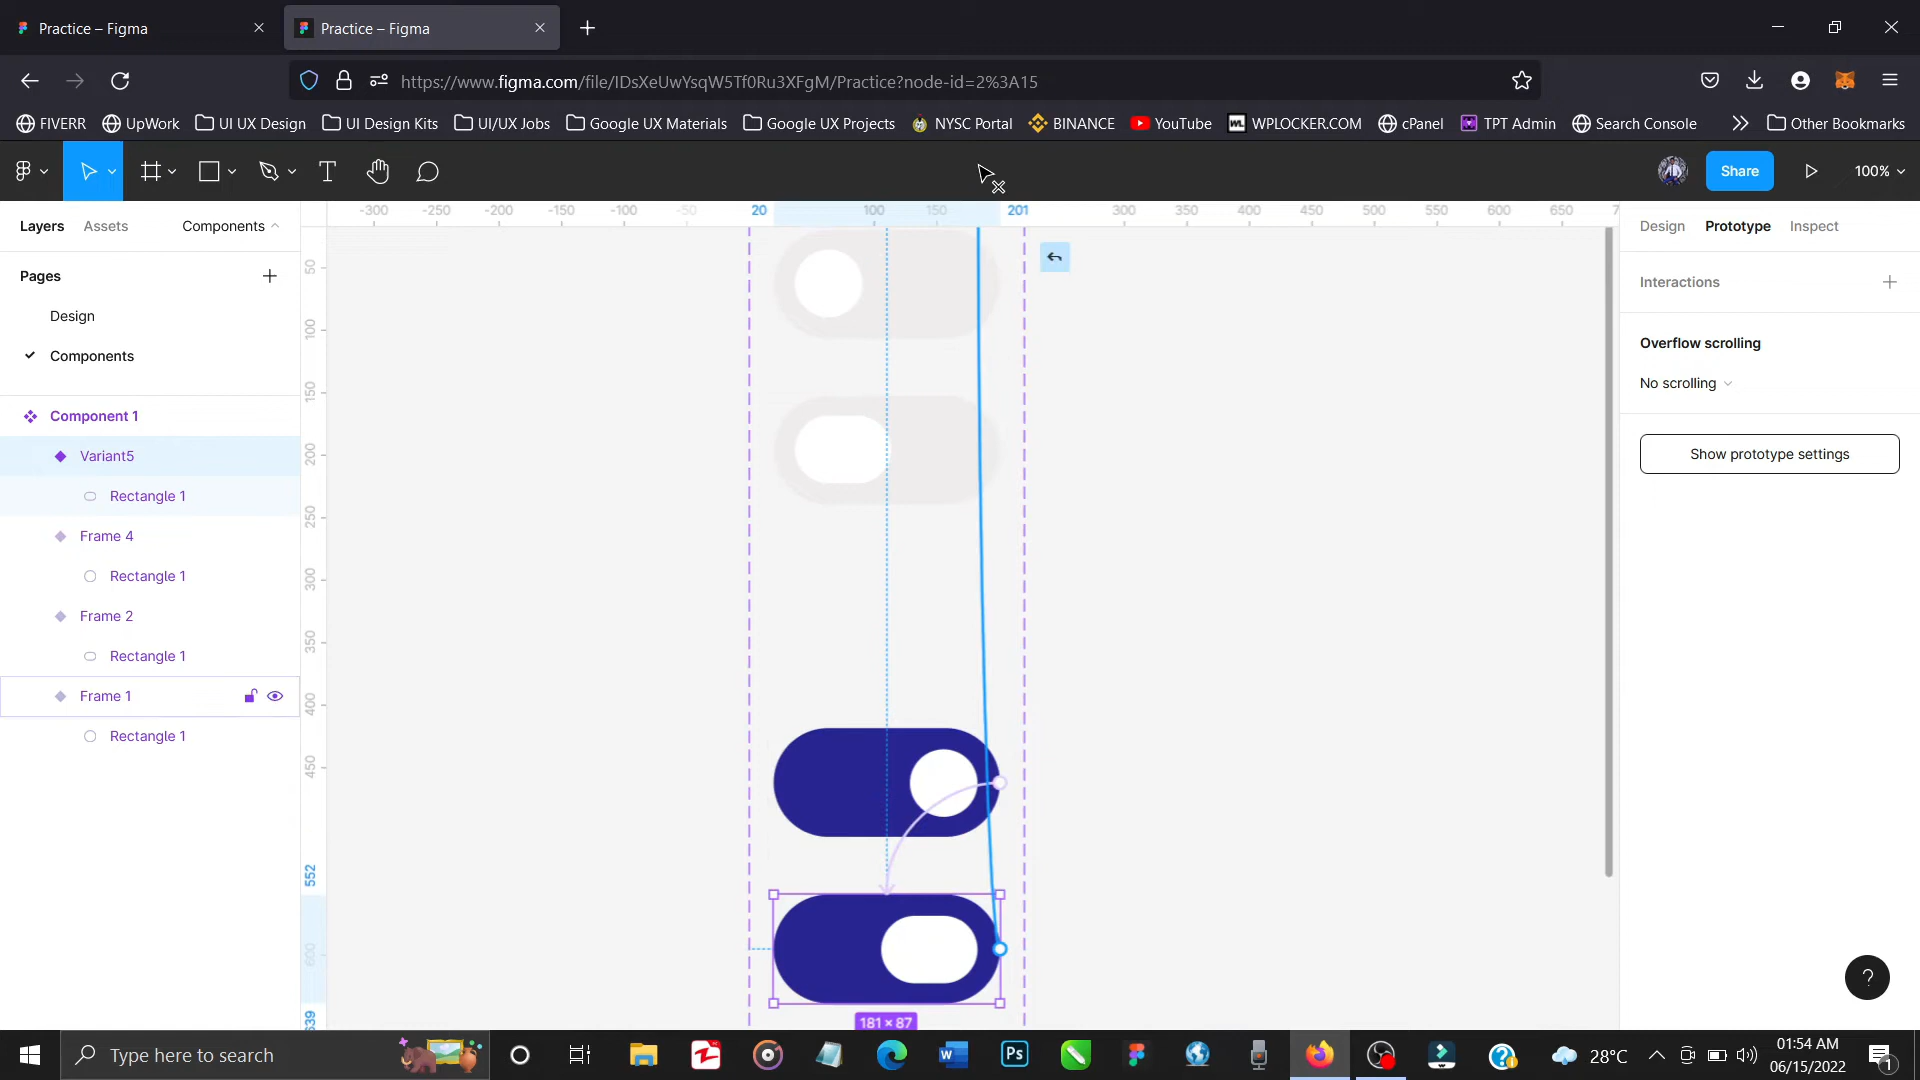 Practice – Figma
Practice – Figma
https://www.figma.com/file/IDsXeUwYsqW5Tf0Ru3XFgM/Practice?node-id=2%3A15
FIVERR UpWork UI UX Design UI Design Kits UI/UX Jobs Google UX Materials Google UX Projects NYSC Portal BINANCE YouTube WPLOCKER.COM cPanel TPT Admin Search Console Other Bookmarks
Share 100%
-300 -250 -200 -150 -100 -50 20 100 150 201 300 350 400 450 500 550 600 650 7
Layers Assets Components
Design Prototype Inspect
Pages
Design
Components
Component 1
Variant5
Rectangle 1
Frame 4
Rectangle 1
Frame 2
Rectangle 1
Frame 1
Rectangle 1
50
100
150
200
250
300
350
400
450
552
600
639
Interactions
Overflow scrolling
No scrolling
Show prototype settings
181 × 87
?
Type here to search
Ps
28°C
01:54 AM
06/15/2022
1